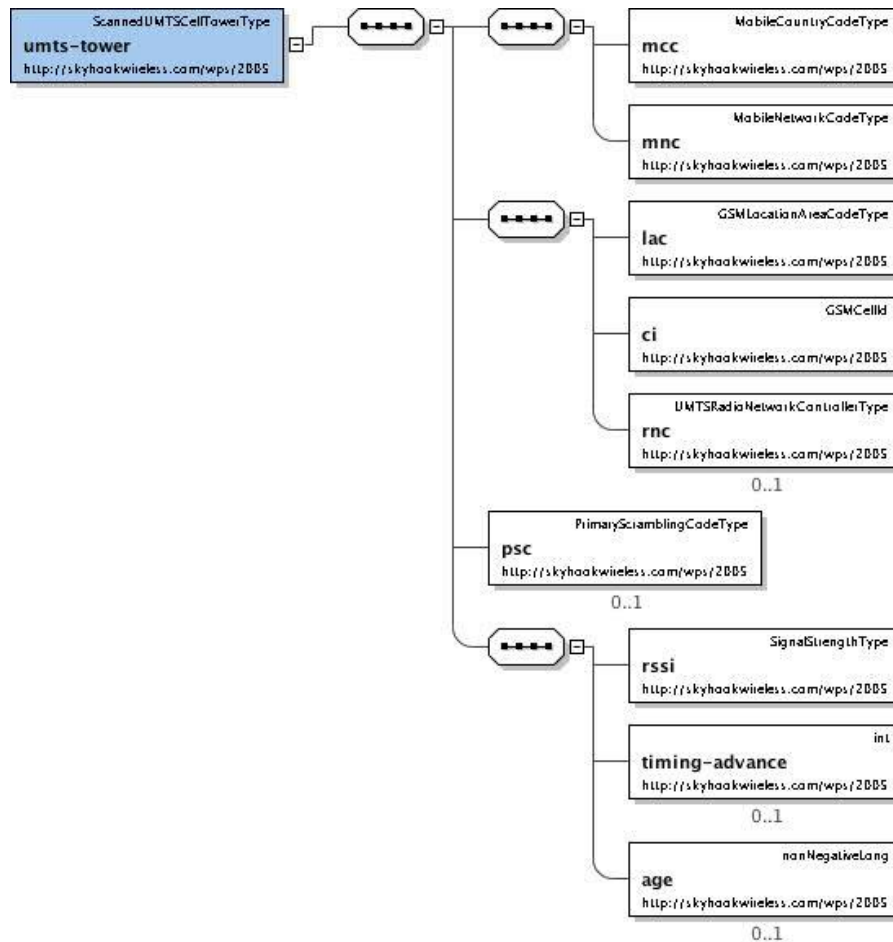 ScannedUMTSCellTowerType
umts-tower
http://skyhookwireless.com/wps/2005
MobileCountryCodeType
mcc
http://skyhookwireless.com/wps/2005
MobileNetworkCodeType
mnc
http://skyhookwireless.com/wps/2005
GSMLocationAreaCodeType
lac
http://skyhookwireless.com/wps/2005
GSMCellId
ci
http://skyhookwireless.com/wps/2005
UMTSRadioNetworkControllerType
rnc
http://skyhookwireless.com/wps/2005
0..1
PrimaryScramblingCodeType
psc
http://skyhookwireless.com/wps/2005
0..1
SignalStrengthType
rssi
http://skyhookwireless.com/wps/2005
int
timing-advance
http://skyhookwireless.com/wps/2005
0..1
nonNegativeLong
age
http://skyhookwireless.com/wps/2005
0..1